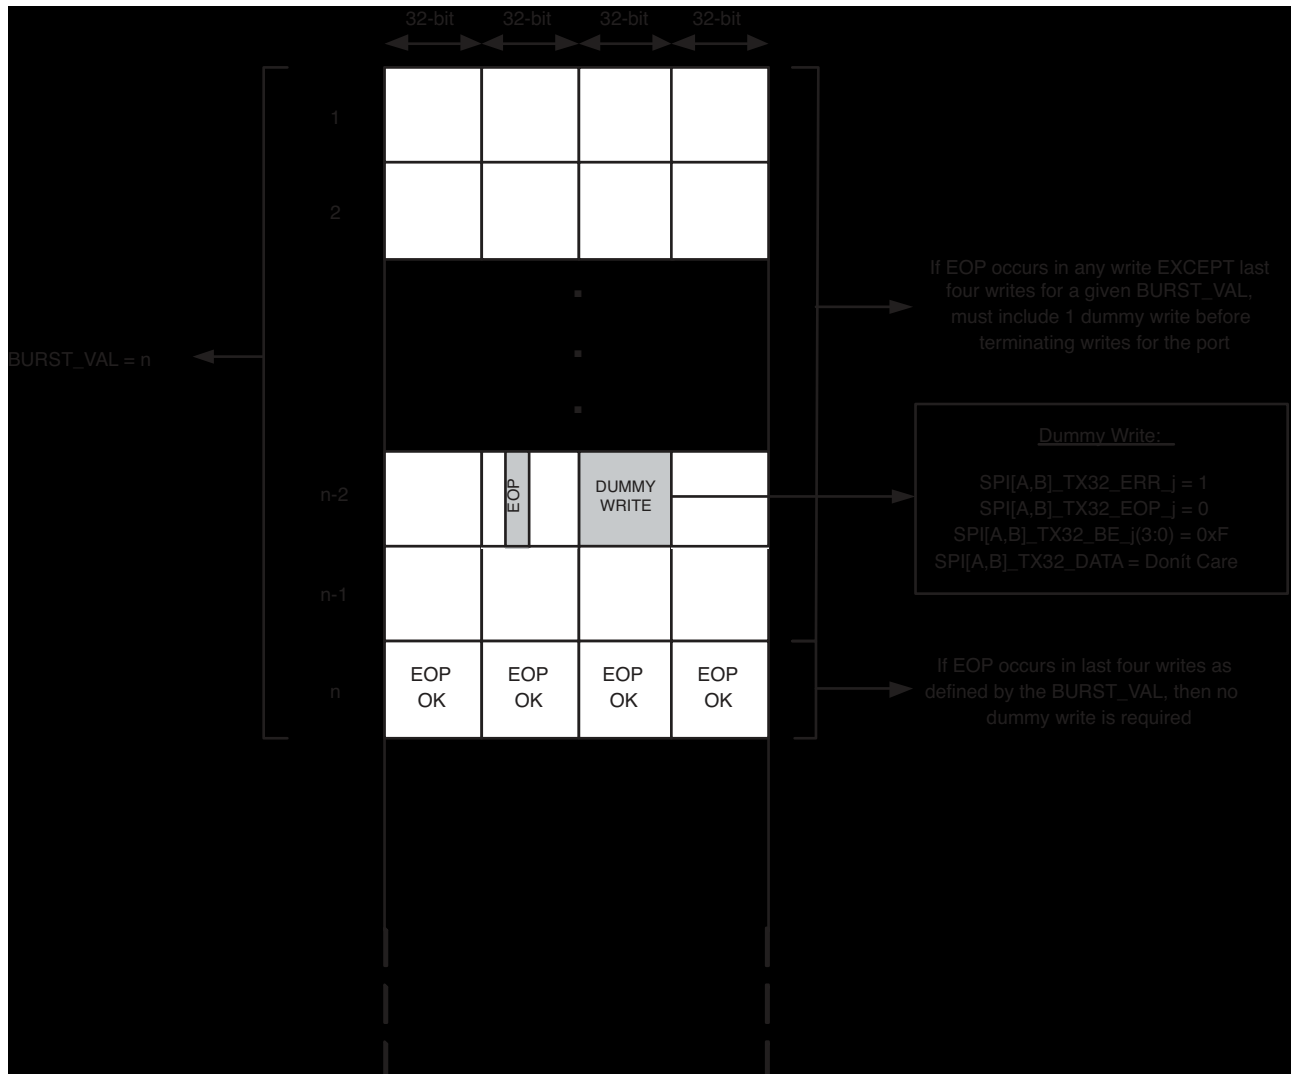 32-bit 32-bit 32-bit 32-bit
1
2
If EOP occurs in any write EXCEPT last
four writes for a given BURST_VAL,
must include 1 dummy write before
terminating writes for the port
BURST_VAL = n
Dummy Write:
SPI[A,B]_TX32_ERR_j = 1
SPI[A,B]_TX32_EOP_j = 0
SPI[A,B]_TX32_BE_j(3:0) = 0xF
SPI[A,B]_TX32_DATA = Donít Care
n-2
EOP
DUMMY
WRITE
n-1
n
EOP EOP EOP EOP
OK OK OK OK
If EOP occurs in last four writes as
defined by the BURST_VAL, then no
dummy write is required